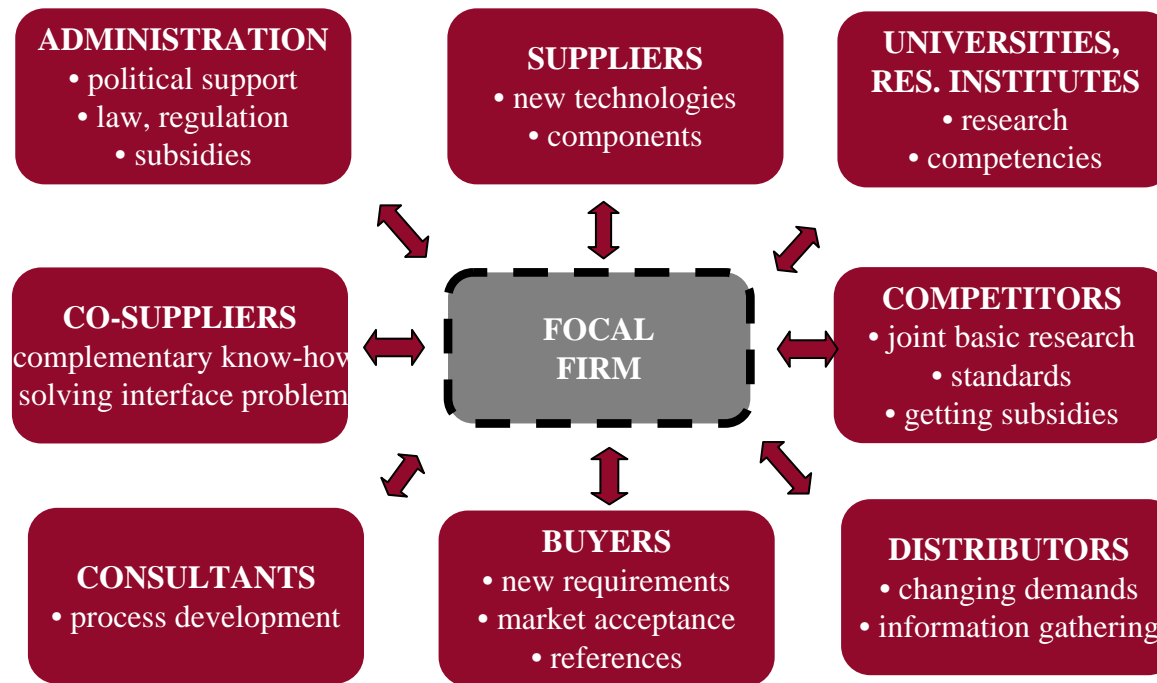 ADMINISTRATION
• political support
• law, regulation
• subsidies
SUPPLIERS
• new technologies
• components
UNIVERSITIES,
RES. INSTITUTES
• research
• competencies
CO-SUPPLIERS
complementary know-how
solving interface problem
FOCAL
FIRM
COMPETITORS
• joint basic research
• standards
• getting subsidies
CONSULTANTS
• process development
BUYERS
• new requirements
• market acceptance
• references
DISTRIBUTORS
• changing demands
• information gathering